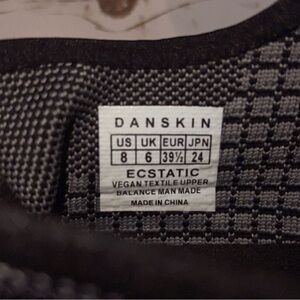 DANSKIN
US UK EUR JPN
8 6 39½ 24
ECSTATIC
VEGAN TEXTILE UPPER
BALANCE MAN MADE
MADE IN CHINA